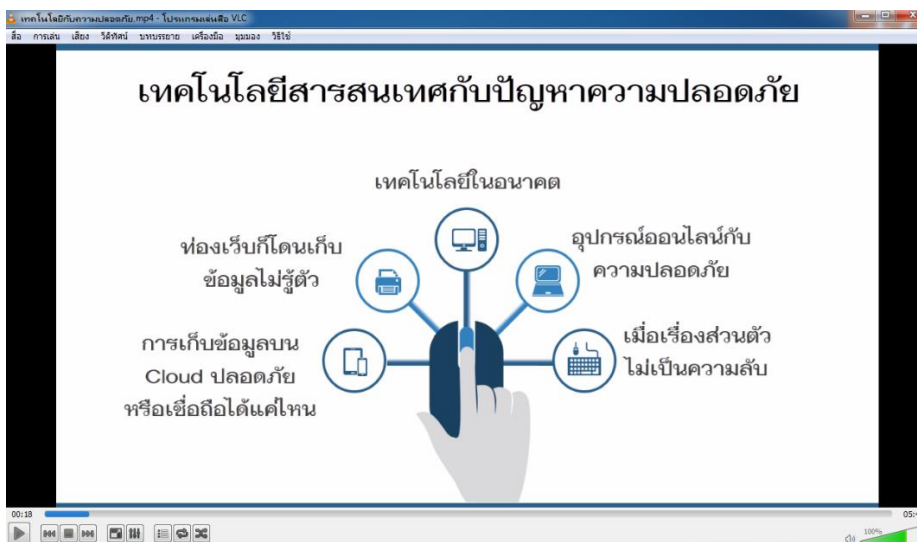 เทคโนโลยีกับความปลอดภัย.mp4 - โปรแกรมเล่นสื่อ VLC
สื่อ การเล่น เสียง วิดีทัศน์ บทบรรยาย เครื่องมือ มุมมอง วิธีใช้
เทคโนโลยีสารสนเทศกับปัญหาความปลอดภัย
เทคโนโลยีในอนาคต
ท่องเว็บก็โดนเก็บ
ข้อมูลไม่รู้ตัว
อุปกรณ์ออนไลน์กับ
ความปลอดภัย
การเก็บข้อมูลบน
Cloud ปลอดภัย
หรือเชื่อถือได้แค่ไหน
เมื่อเรื่องส่วนตัว
ไม่เป็นความลับ
00:18
100%